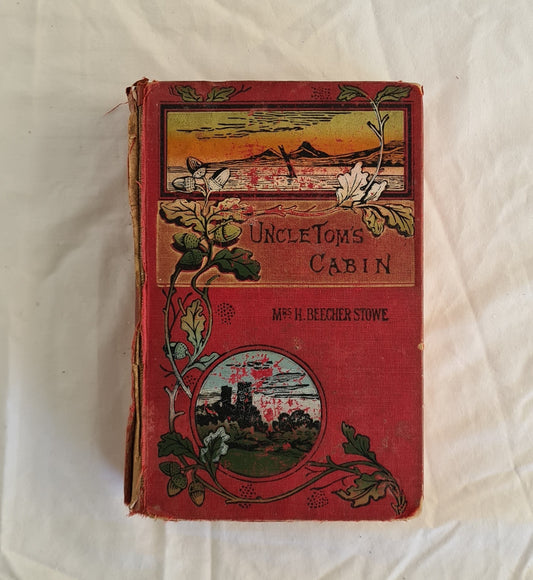 UNCLE TOM'S
CABIN
MRS H. BEECHER STOWE